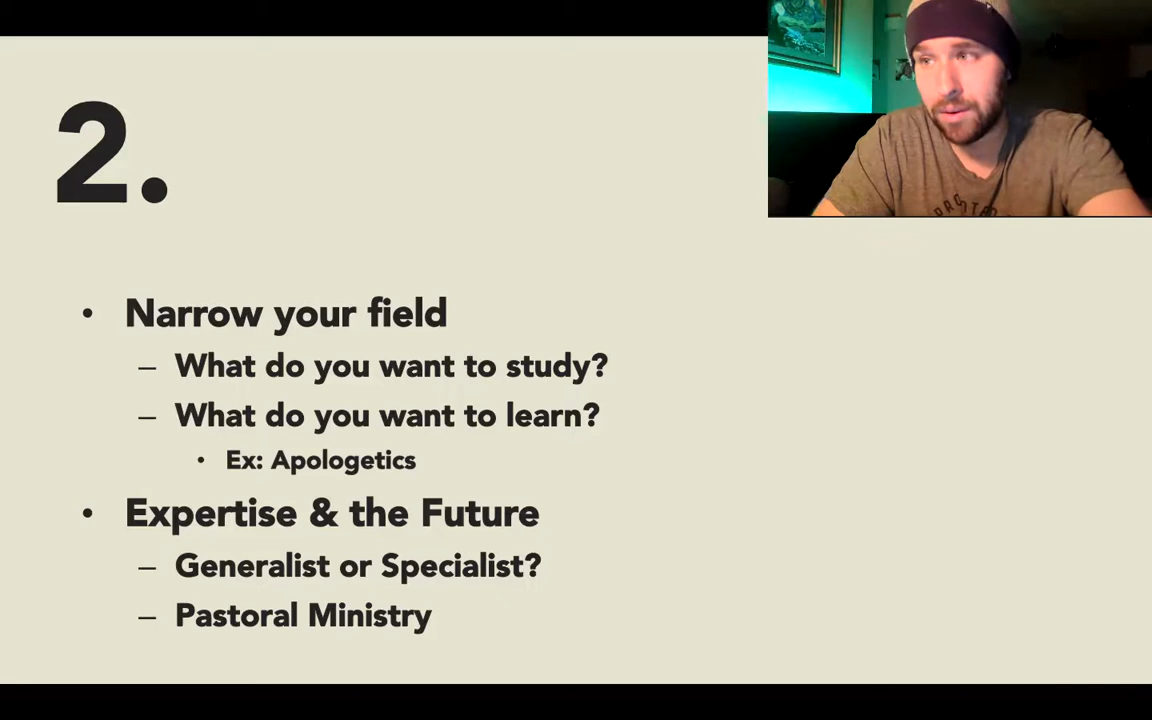 2.
• Narrow your field
– What do you want to study?
– What do you want to learn?
• Ex: Apologetics
• Expertise & the Future
– Generalist or Specialist?
– Pastoral Ministry